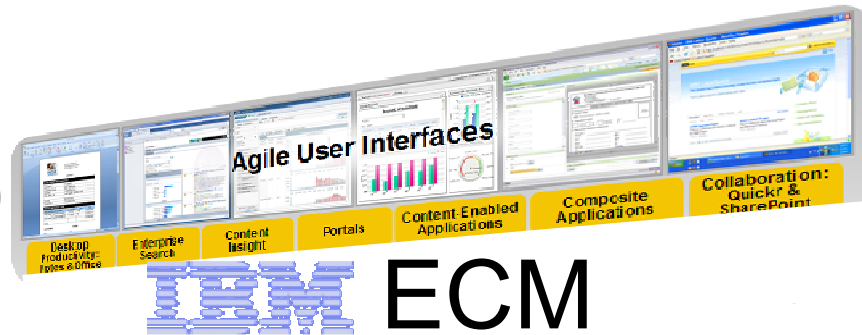 Agile User Interfaces
Desktop
Productivity:
Notes & Office
Enterprise
Search
Content
Insight
Portals
Content-Enabled
Applications
Composite
Applications
Collaboration:
Quickr &
SharePoint
IBM ECM